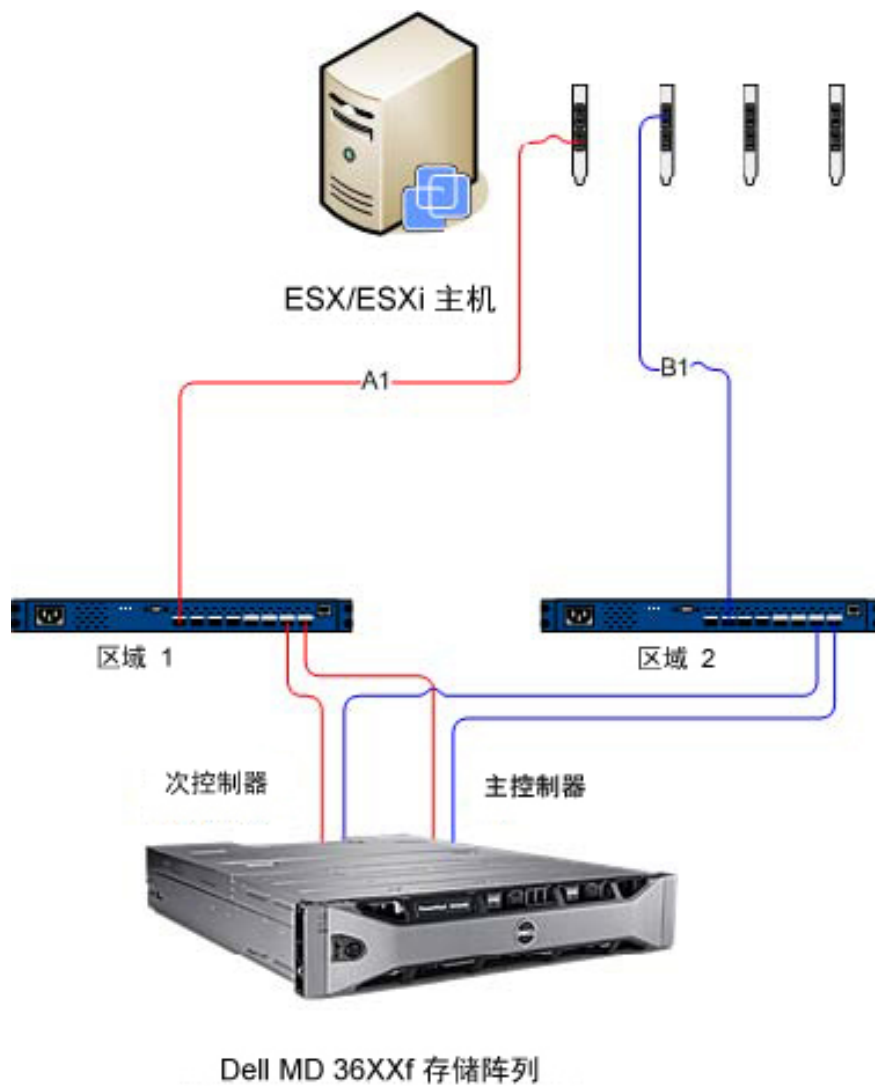 ESX/ESXi 主机
A1
B1
区域 1
区域 2
次控制器
主控制器
Dell MD 36XXf 存储阵列